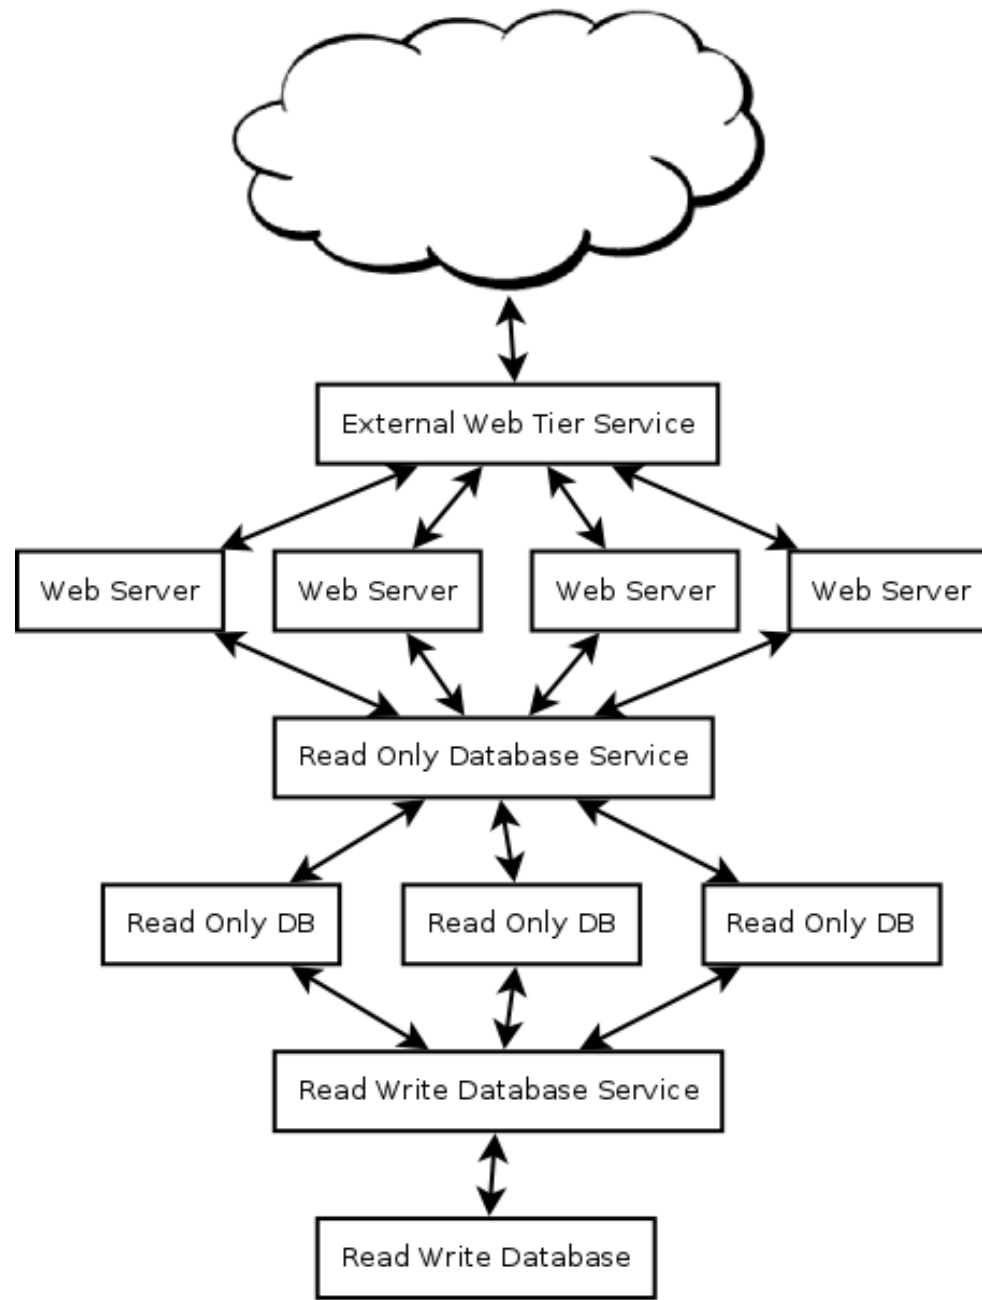 External Web Tier Service
Web Server
Web Server
Web Server
Web Server
Read Only Database Service
Read Only DB
Read Only DB
Read Only DB
Read Write Database Service
Read Write Database